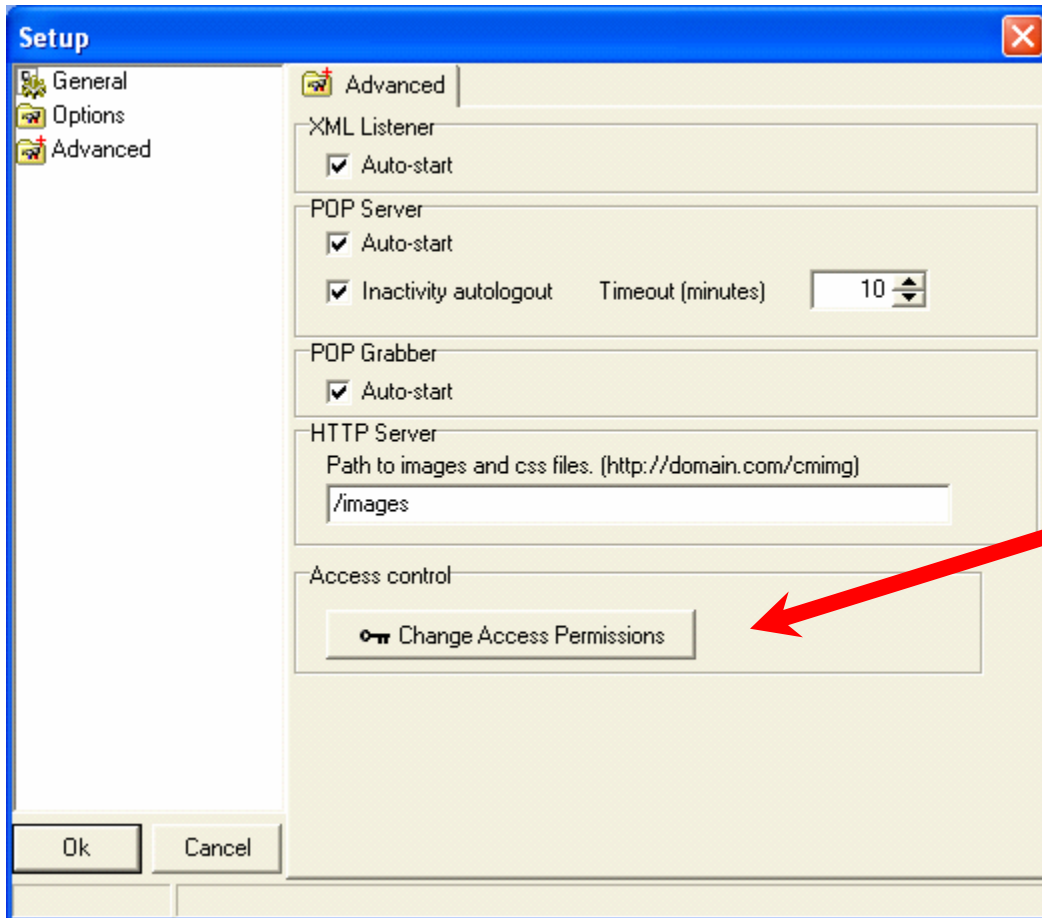 Setup
General
Options
Advanced
Advanced
XML Listener
Auto-start
POP Server
Auto-start
Inactivity autologout Timeout (minutes) 10
POP Grabber
Auto-start
HTTP Server
Path to images and css files. (http://domain.com/cmimg)
/images
Access control
Change Access Permissions
Ok Cancel